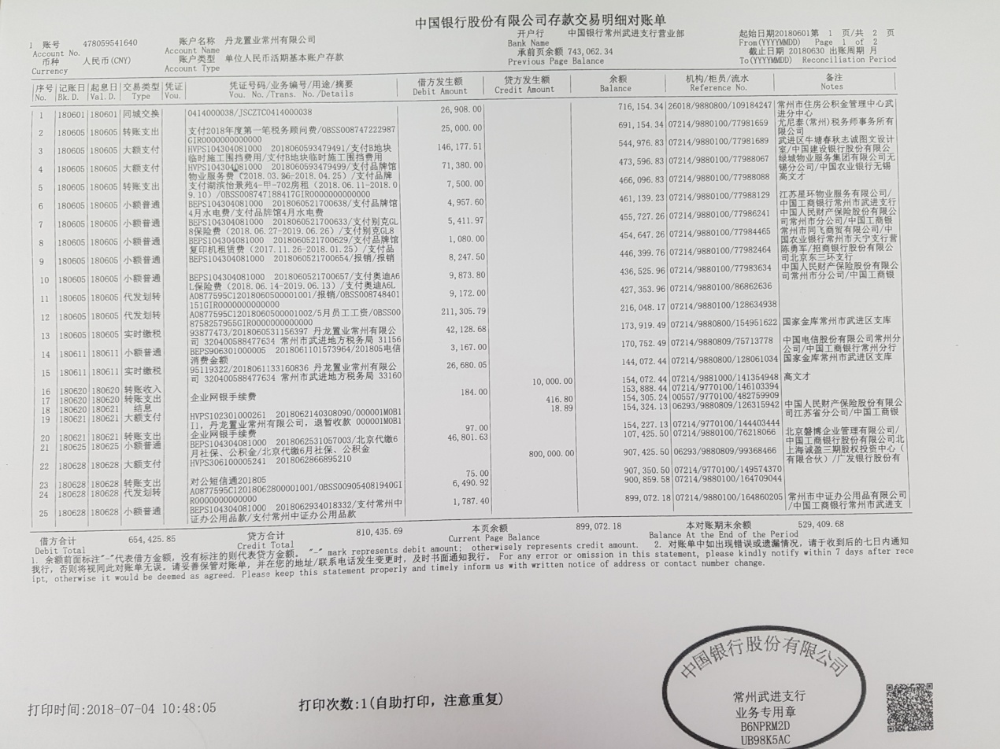 中国银行股份有限公司存款交易明细对账单
1 账号 478059541640 账户名称 丹龙置业常州有限公司 开户行 中国银行常州武进支行营业部 起始日期20180601第 1 页/共 2 页
Account No. Account Name Bank Name From(YYYYMMDD) Page 1 of 2
币种 人民币(CNY) 账户类型 单位人民币活期基本账户存款 承前页余额 743,062.34 截止日期 20180630 出账周期 月
Currency Account Type Previous Page Balance To(YYYYMMDD) Reconciliation Period
序号 记账日 起息日 交易类型 凭证 凭证号码/业务编号/用途/摘要 借方发生额 贷方发生额 余额 机构/柜员/流水 备注
No. Bk.D. Val.D. Type Vou. Vou. No./Trans. No./Details Debit Amount Credit Amount Balance Reference No. Notes
1 180601 180601 同城交换 0414000038/JSCZTC0414000038 26,908.00 716,154.34 26018/9880800/109184247 常州市住房公积金管理中心武
进分中心
2 180605 180605 转账支出 支付2018年度第一笔税务顾问费/OBSS008747222987 25,000.00 691,154.34 07214/9880100/77981659 尤尼泰(常州)税务师事务所有
GIR0000000000000 限公司
3 180605 180605 大额支付 HVPS104304081000 2018060593479491/支付B地块 146,177.51 544,976.83 07214/9880100/77981689 武进区牛塘春秋志诚图文设计
临时施工围挡费用/支付B地块临时施工围挡费用 室/中国建设银行股份有限公
4 180605 180605 大额支付 HVPS104304081000 2018060593479499/支付品牌馆 71,380.00 473,596.83 07214/9880100/77988067 绿城物业服务集团有限公司无
物业服务费(2018.03.26-2018.04.25)/支付品牌 锡分公司/中国农业银行无锡
5 180605 180605 转账支出 支付湖滨怡景苑4-甲-702房租(2018.06.11-2018.0 7,500.00 466,096.83 07214/9880100/77988088 高文才
9.10)/OBSS008747188417GIR0000000000000
6 180605 180605 小额普通 BEPS104304081000 2018060521700638/支付品牌馆 4,957.60 461,139.23 07214/9880100/77988129 江苏星环物业服务有限公司/
4月水电费/支付品牌馆4月水电费 中国工商银行常州市武进支行
7 180605 180605 小额普通 BEPS104304081000 2018060521700633/支付别克GL 5,411.97 455,727.26 07214/9880100/77986241 中国人民财产保险股份有限公
8保险费(2018.06.27-2019.06.26)/支付别克GL8 司常州市分公司/中国工商银
8 180605 180605 小额普通 BEPS104304081000 2018060521700629/支付品牌馆 1,080.00 454,647.26 07214/9880100/77984465 常州市同飞商贸有限公司/中
复印机租赁费(2017.11.26-2018.01.25)/支付品 国农业银行常州市天宁支行营
9 180605 180605 小额普通 BEPS104304081000 2018060521700654/报销/报销 8,247.50 446,399.76 07214/9880100/77982464 陈勇军/招商银行股份有限公
司北京东三环支行
10 180605 180605 小额普通 BEPS104304081000 2018060521700657/支付奥迪A6 9,873.80 436,525.96 07214/9880100/77983634 中国人民财产保险股份有限公
L保险费(2018.06.14-2019.06.13)/支付奥迪A6L 司常州市分公司/中国工商银
11 180605 180605 代发划转 A0877595C1201806050000​1001/报销/OBSS008748401 9,172.00 427,353.96 07214/9880100/86862636
151GIR0000000000000
12 180605 180605 代发划转 A0877595C12018060500001002/5月员工工资/OBSS00 211,305.79 216,048.17 07214/9880100/128634938
8758257955GIR0000000000000
13 180605 180605 实时缴税 93877473/2018060531156397 丹龙置业常州有限公 42,128.68 173,919.49 07214/9880800/154951622 国家金库常州市武进区支库
司 320400588477634 常州市武进地方税务局 31156
14 180611 180611 小额普通 BEPS906301000005 2018061101573964/201805电信 3,167.00 170,752.49 07214/9880809/75713778 中国电信股份有限公司常州分
消费金额 公司/中国工商银行常州分行
15 180611 180611 实时缴税 95119322/2018061133160836 丹龙置业常州有限公 26,680.05 144,072.44 07214/9880800/128061034 国家金库常州市武进区支库
司 320400588477634 常州市武进地方税务局 33160
16 180620 180620 转账收入 10,000.00 154,072.44 07214/9881000/141354948 高文才
17 180620 180620 转账支出 企业网银手续费 184.00 153,888.44 07214/9770100/146103394
18 180620 180621 结息 416.80 154,305.24 00557/9770100/482759909
19 180621 180621 大额支付 HVPS102301000261 2018062140308090/000001M0B1 18.89 154,324.13 06293/9880809/126315942 中国人民财产保险股份有限公
I11, 丹龙置业常州有限公司, 退暂收款 000001M0B1 司江苏省分公司/中国工商银
20 180621 180621 转账支出 企业网银手续费 97.00 154,227.13 07214/9770100/144403444
21 180625 180625 小额普通 BEPS104304081000 2018062531057003/北京代缴6 46,801.63 107,425.50 07214/9880100/76218066 北京磐博企业管理有限公司/
月社保、公积金/北京代缴6月社保、公积金 中国工商银行股份有限公司北
22 180628 180628 大额支付 HVPS306100005241 2018062866895210 800,000.00 907,425.50 06293/9880809/99368466 上海诚盈三期股权投资中心(
有限合伙)/广发银行股份有
23 180628 180628 转账支出 对公短信通201805 75.00 907,350.50 07214/9770100/149574370
24 180628 180628 代发划转 A0877595C12018062800001001/OBSS009054081940GI 6,490.92 900,859.58 07214/9880100/164709044
R0000000000000
25 180628 180628 小额普通 BEPS104304081000 2018062934018332/支付常州中 1,787.40 899,072.18 07214/9880100/164860205 常州市中证办公用品有限公司
证办公用品款/支付常州中证办公用品款 /中国工商银行常州市武进支
借方合计 654,425.85 贷方合计 810,435.69 本页余额 899,072.18 本对账期末余额 529,409.68
Debit Total Credit Total Current Page Balance Balance At the End of the Period
1. 余额前面标注"-"代表借方金额, 没有标注的则代表贷方金额。 "-" mark represents debit amount; otherwisely represents credit amount. 2. 对账单中如出现错误或遗漏情况, 请于收到后的七日内通知
我行, 否则将视同此对账单无误。请妥善保管对账单, 并在您的地址/联系电话发生变更时, 及时书面通知我行。 For any error or omission in this statement, please kindly notify within 7 days after rece
ipt, otherwise it would be deemed as agreed. Please keep this statement properly and timely inform us with written notice of address or contact number change.
打印时间:2018-07-04 10:48:05 打印次数:1(自助打印, 注意重复)
中国银行股份有限公司
常州武进支行
业务专用章
B6NPRM2D
UB98K5AC